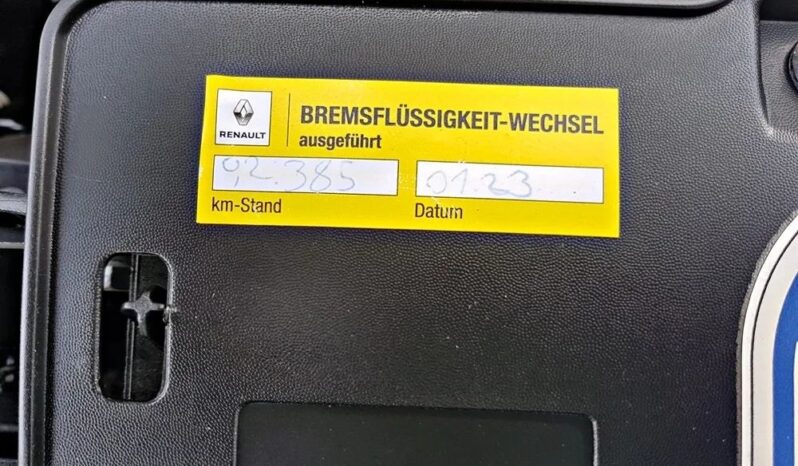 RENAULT
BREMSFLÜSSIGKEIT-WECHSEL
ausgeführt
92.385
01.23
km-Stand
Datum